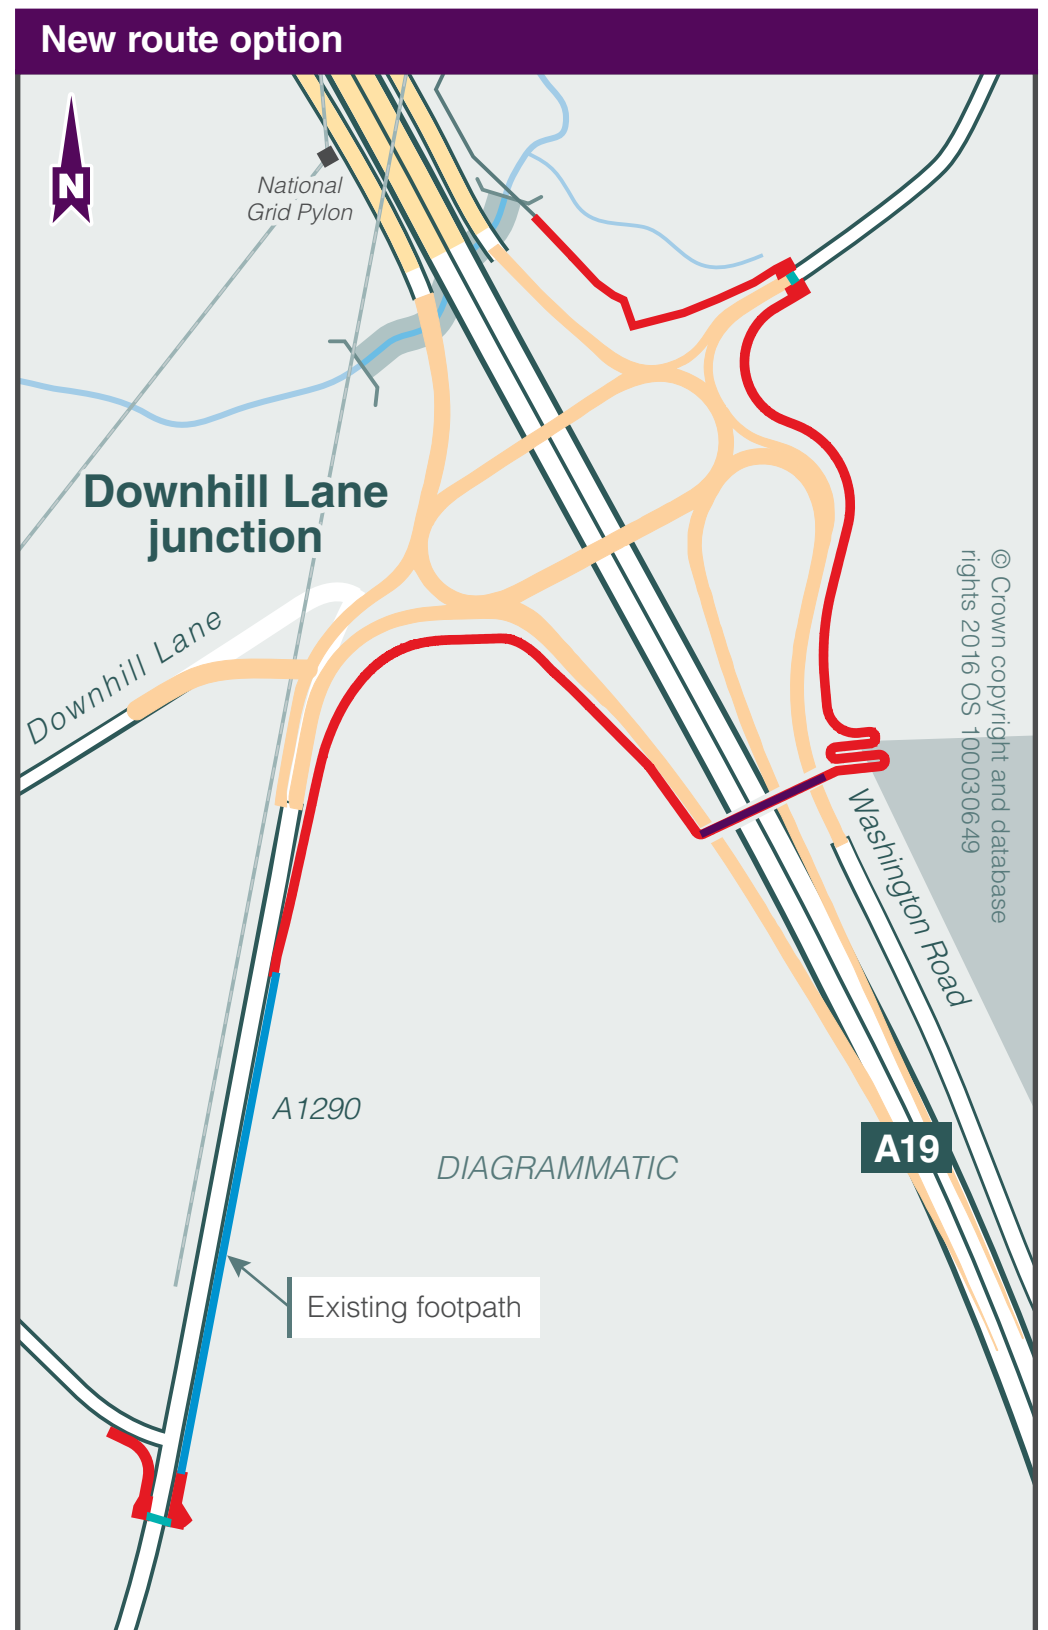 New route option
N
National
Grid Pylon
Downhill Lane
junction
Downhill Lane
© Crown copyright and database
rights 2016 OS 100030649
Washington Road
A1290
DIAGRAMMATIC
A19
Existing footpath